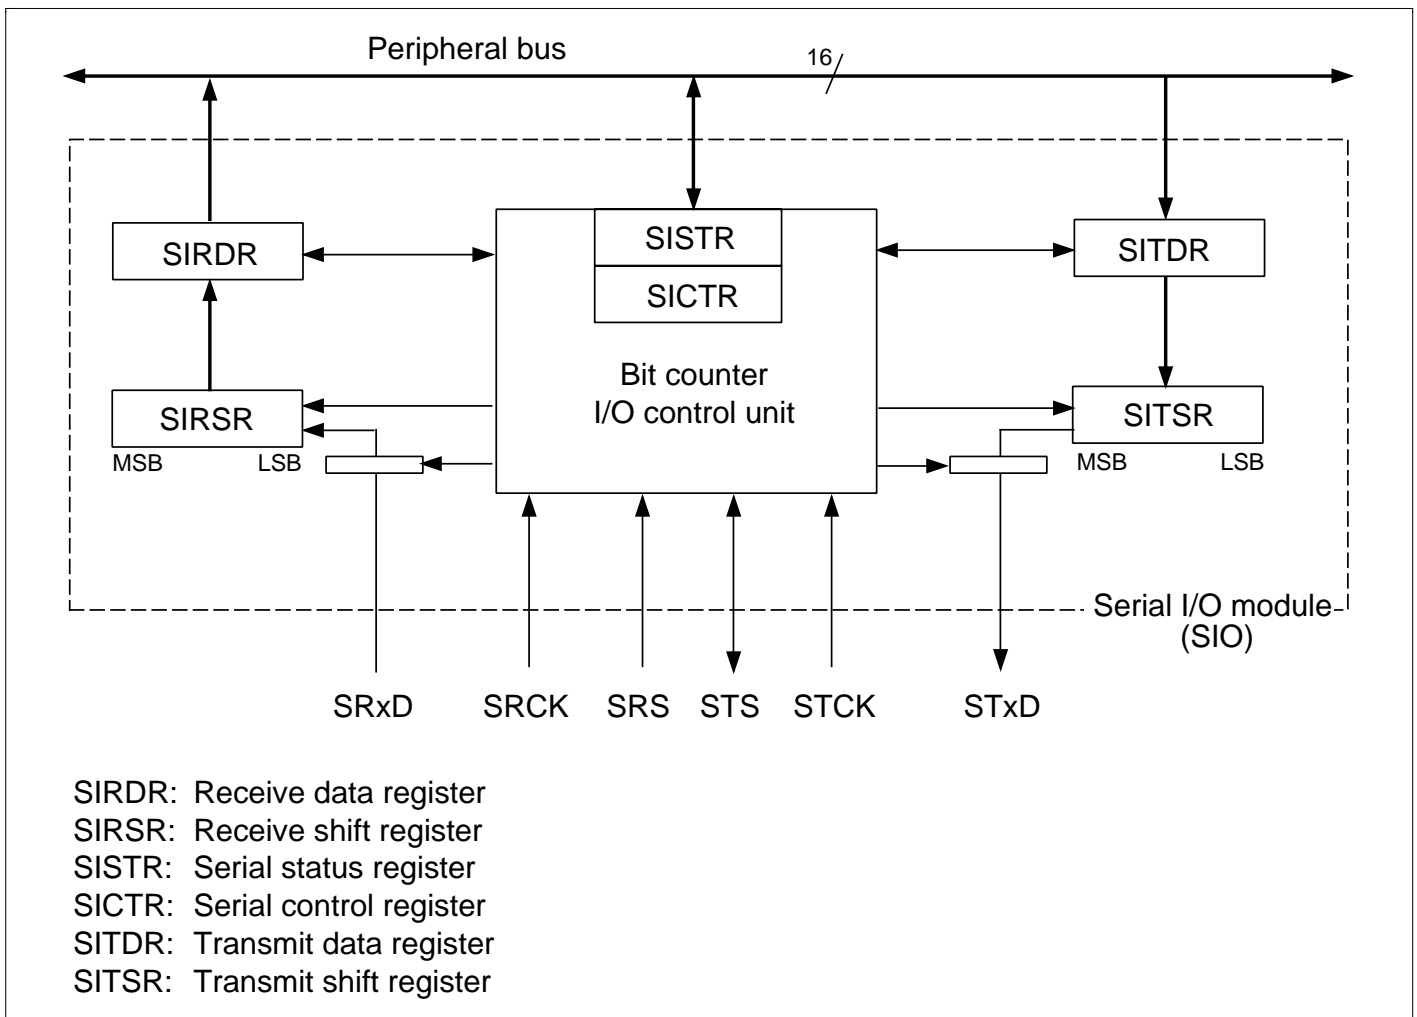 Peripheral bus
16
SIRDR
SISTR
SITDR
SICTR
Bit counter
I/O control unit
SIRSR
SITSR
MSB LSB
MSB LSB
Serial I/O module
(SIO)
SRxD SRCK SRS STS STCK STxD
SIRDR: Receive data register
SIRSR: Receive shift register
SISTR: Serial status register
SICTR: Serial control register
SITDR: Transmit data register
SITSR: Transmit shift register